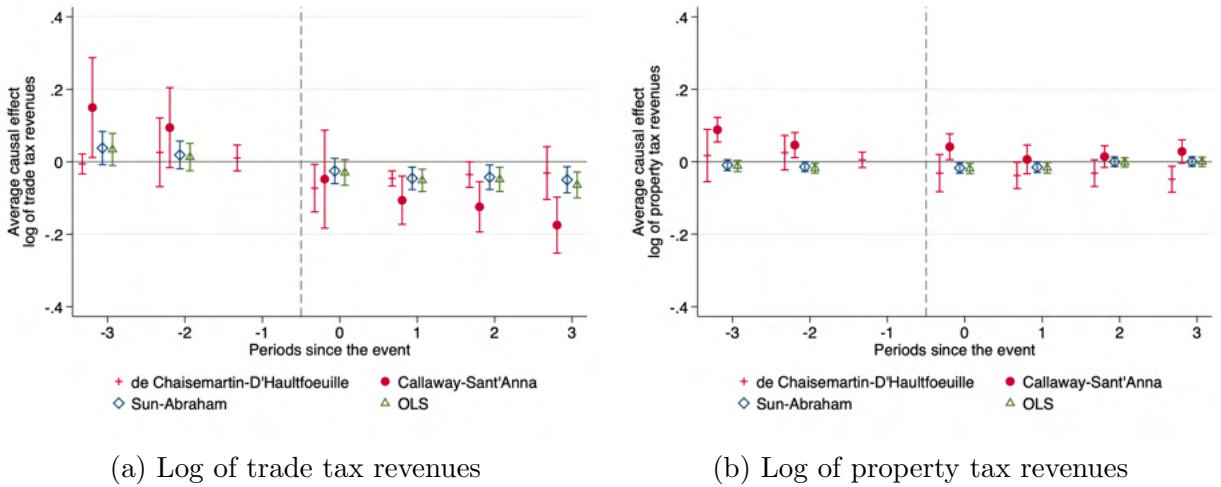 Average causal effect
log of trade tax revenues
.4
.2
0
-.2
-.4
-3
-2
-1
0
1
2
3
Periods since the event
de Chaisemartin-D'Haultfoeuille
Callaway-Sant'Anna
Sun-Abraham
OLS
(a) Log of trade tax revenues
Average causal effect
log of property tax revenues
.4
.2
0
-.2
-.4
-3
-2
-1
0
1
2
3
Periods since the event
de Chaisemartin-D'Haultfoeuille
Callaway-Sant'Anna
Sun-Abraham
OLS
(b) Log of property tax revenues